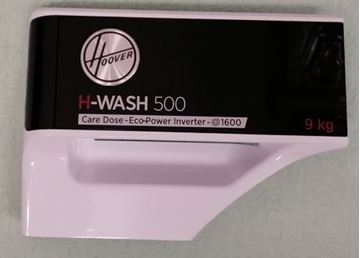 HOOVER
H-WASH 500
Care Dose-Eco-Power Inverter-@1600
9 kg